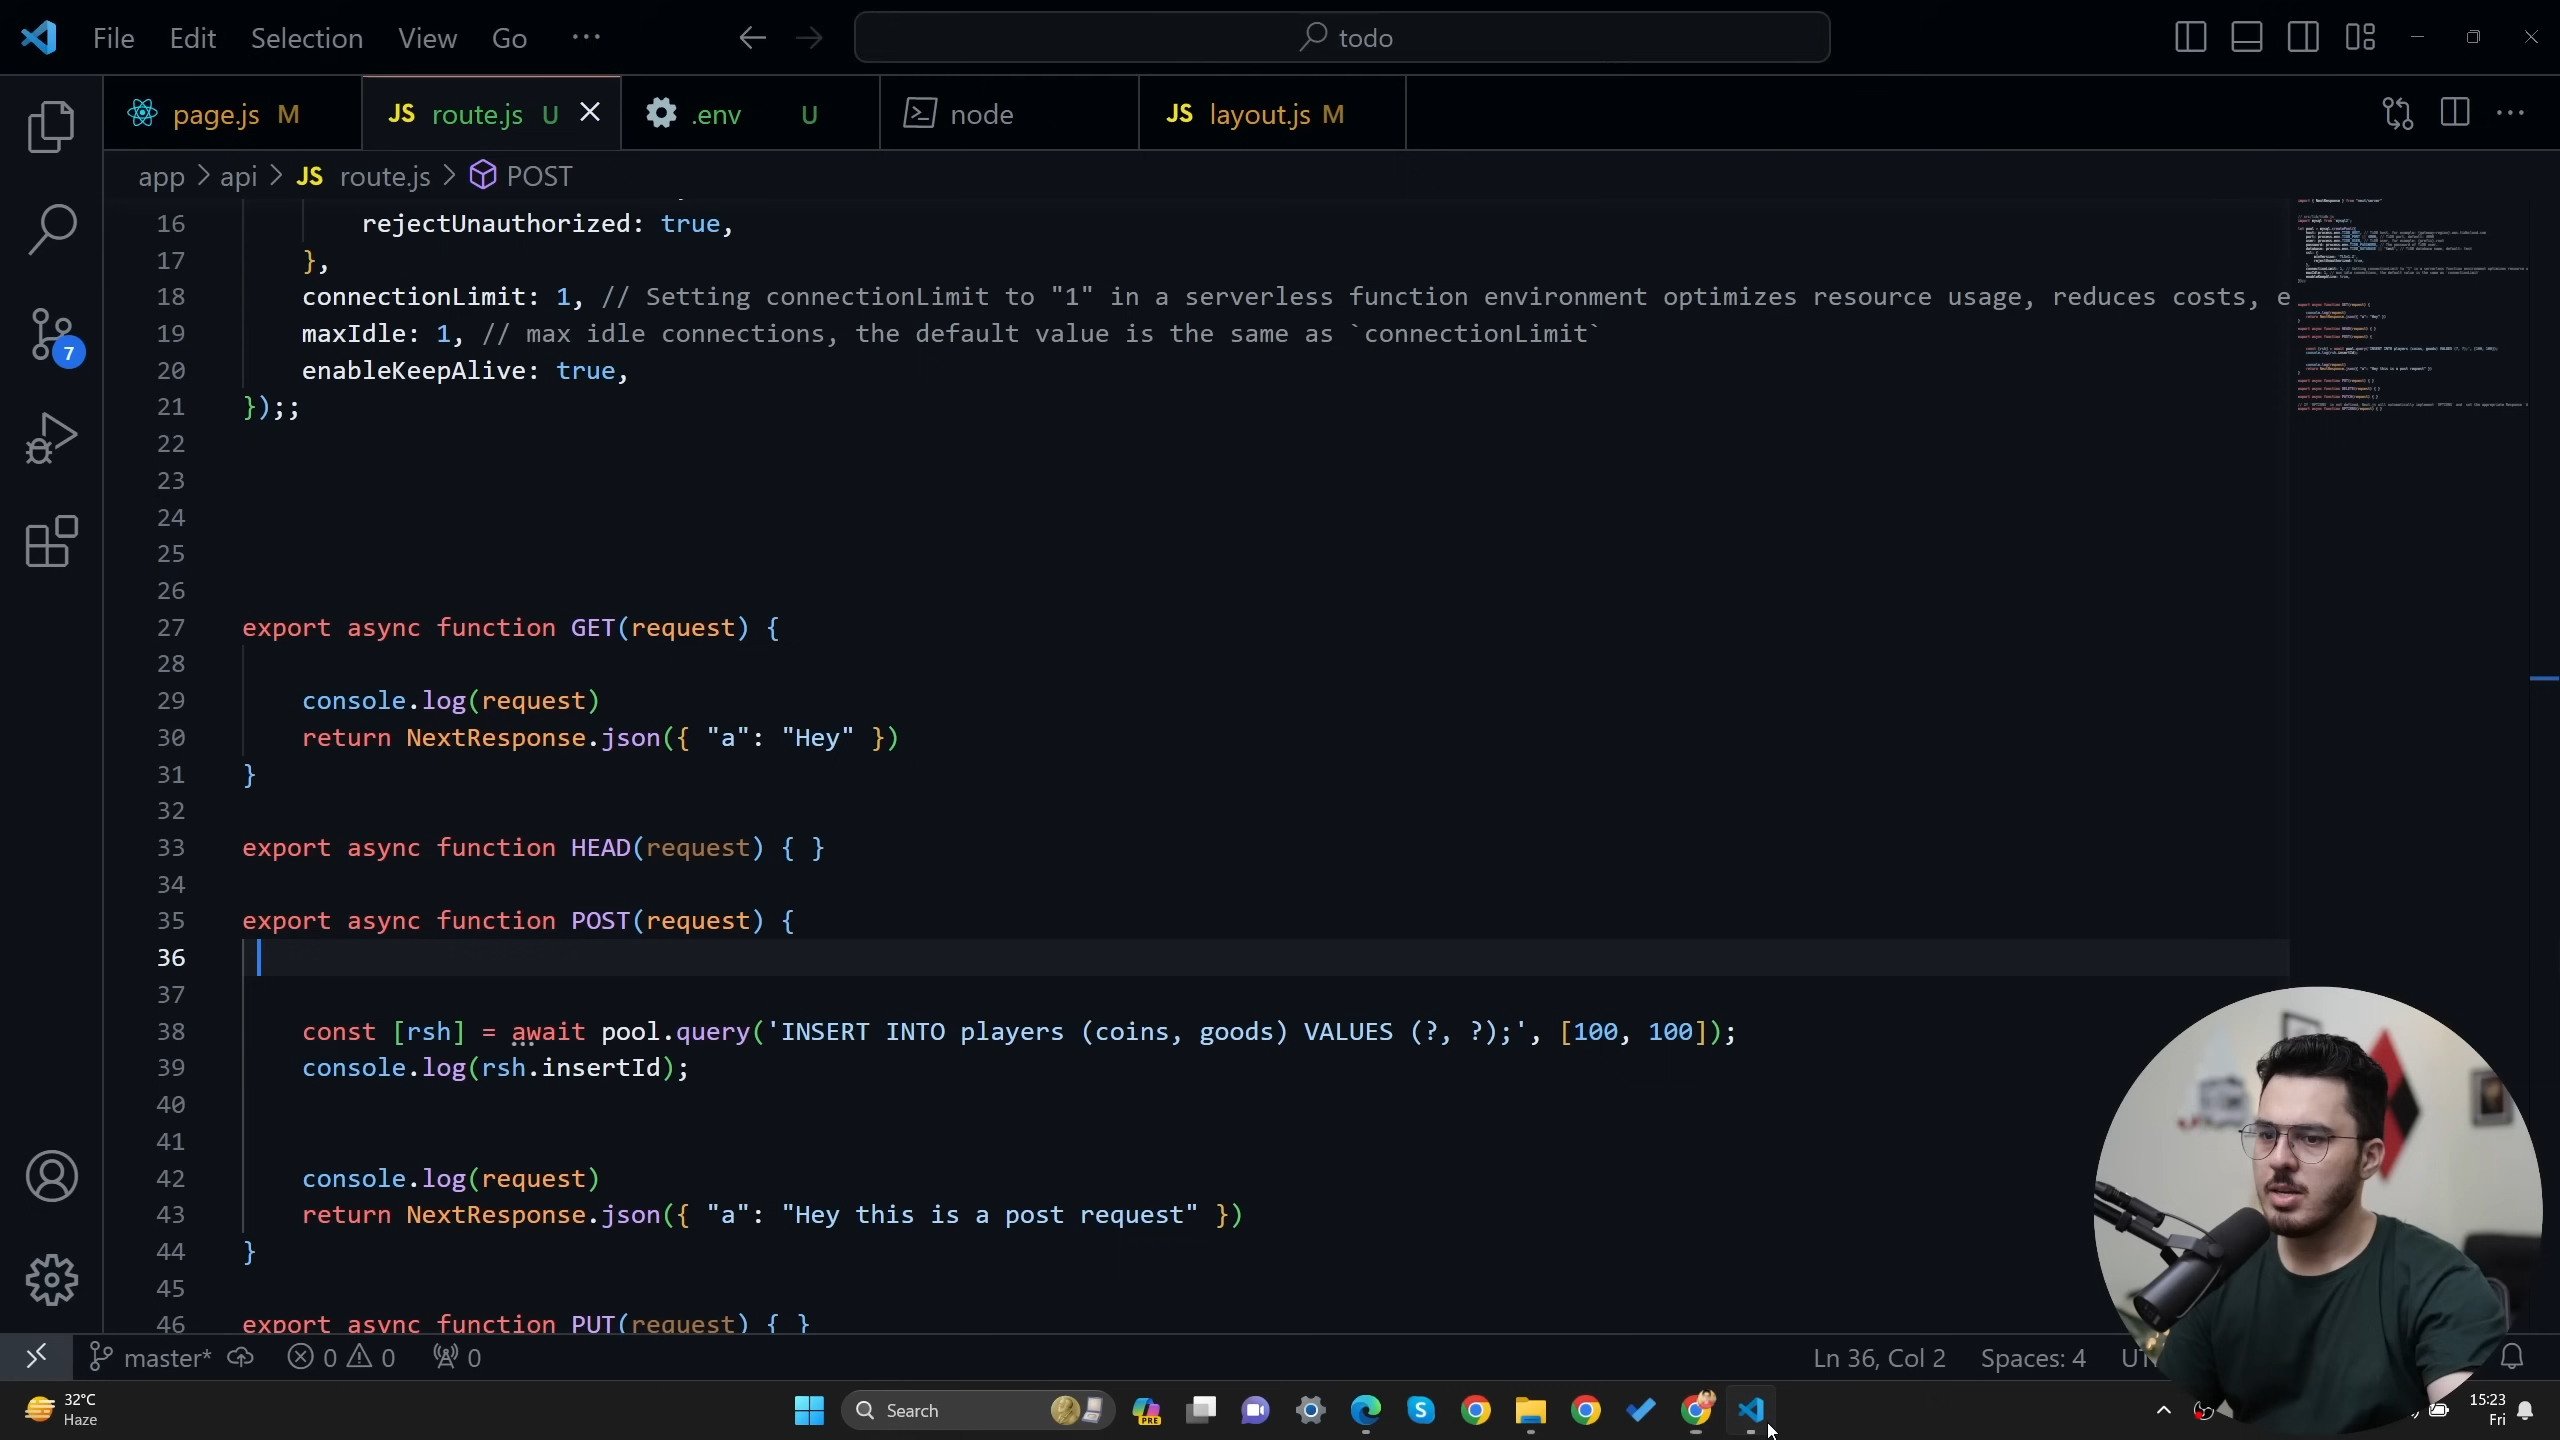 File Edit Selection View Go ... todo
page.js M JS route.js U .env U node JS layout.js M
app > api > JS route.js > POST
16 rejectUnauthorized: true,
17 },
18 connectionLimit: 1, // Setting connectionLimit to "1" in a serverless function environment optimizes resource usage, reduces costs, e
19 maxIdle: 1, // max idle connections, the default value is the same as `connectionLimit`
20 enableKeepAlive: true,
21 });;
22
23
24
25
26
27 export async function GET(request) {
28
29 console.log(request)
30 return NextResponse.json({ "a": "Hey" })
31 }
32
33 export async function HEAD(request) { }
34
35 export async function POST(request) {
36
37
38 const [rsh] = await pool.query('INSERT INTO players (coins, goods) VALUES (?, ?);', [100, 100]);
39 console.log(rsh.insertId);
40
41
42 console.log(request)
43 return NextResponse.json({ "a": "Hey this is a post request" })
44 }
45
46 export async function PUT(request) { }
7
master* 0 0 0 Ln 36, Col 2 Spaces: 4
32°C
Haze
Search
PRE
15:23
Fri